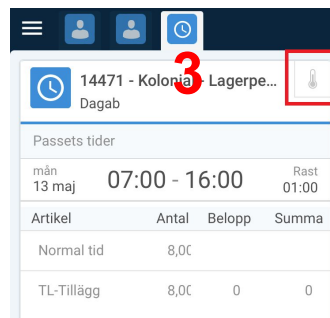 3
14471 - Kolonial - Lagerpe...
Dagab
Passets tider
mån
13 maj
07:00 - 16:00
Rast
01:00
Artikel Antal Belopp Summa
Normal tid 8,00
TL-Tillägg 8,00 0 0